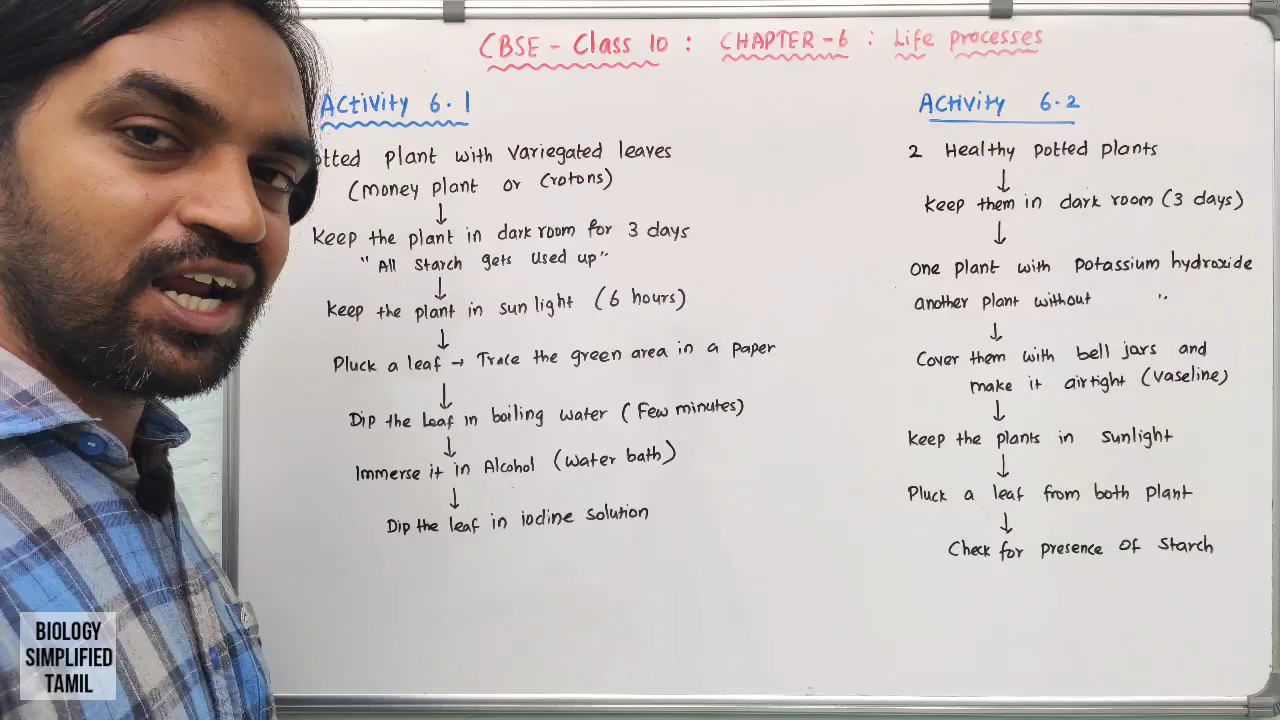 CBSE - Class 10 : CHAPTER - 6 : Life processes
Activity 6.1
otted plant with variegated leaves
(money plant or Crotons)
↓
Keep the plant in dark room for 3 days
"All Starch gets used up"
↓
Keep the plant in sun light (6 hours)
↓
Pluck a leaf → Trace the green area in a paper
↓
Dip the Leaf in boiling water (Few minutes)
↓
Immerse it in Alcohol (water bath)
↓
Dip the leaf in iodine solution
Activity 6.2
2 Healthy potted plants
↓
Keep them in dark room (3 days)
↓
One plant with potassium hydroxide
another plant without "
↓
Cover them with bell jars and
make it airtight (vaseline)
↓
Keep the plants in sunlight
↓
Pluck a leaf from both plant
↓
Check for presence of starch
BIOLOGY
SIMPLIFIED
TAMIL